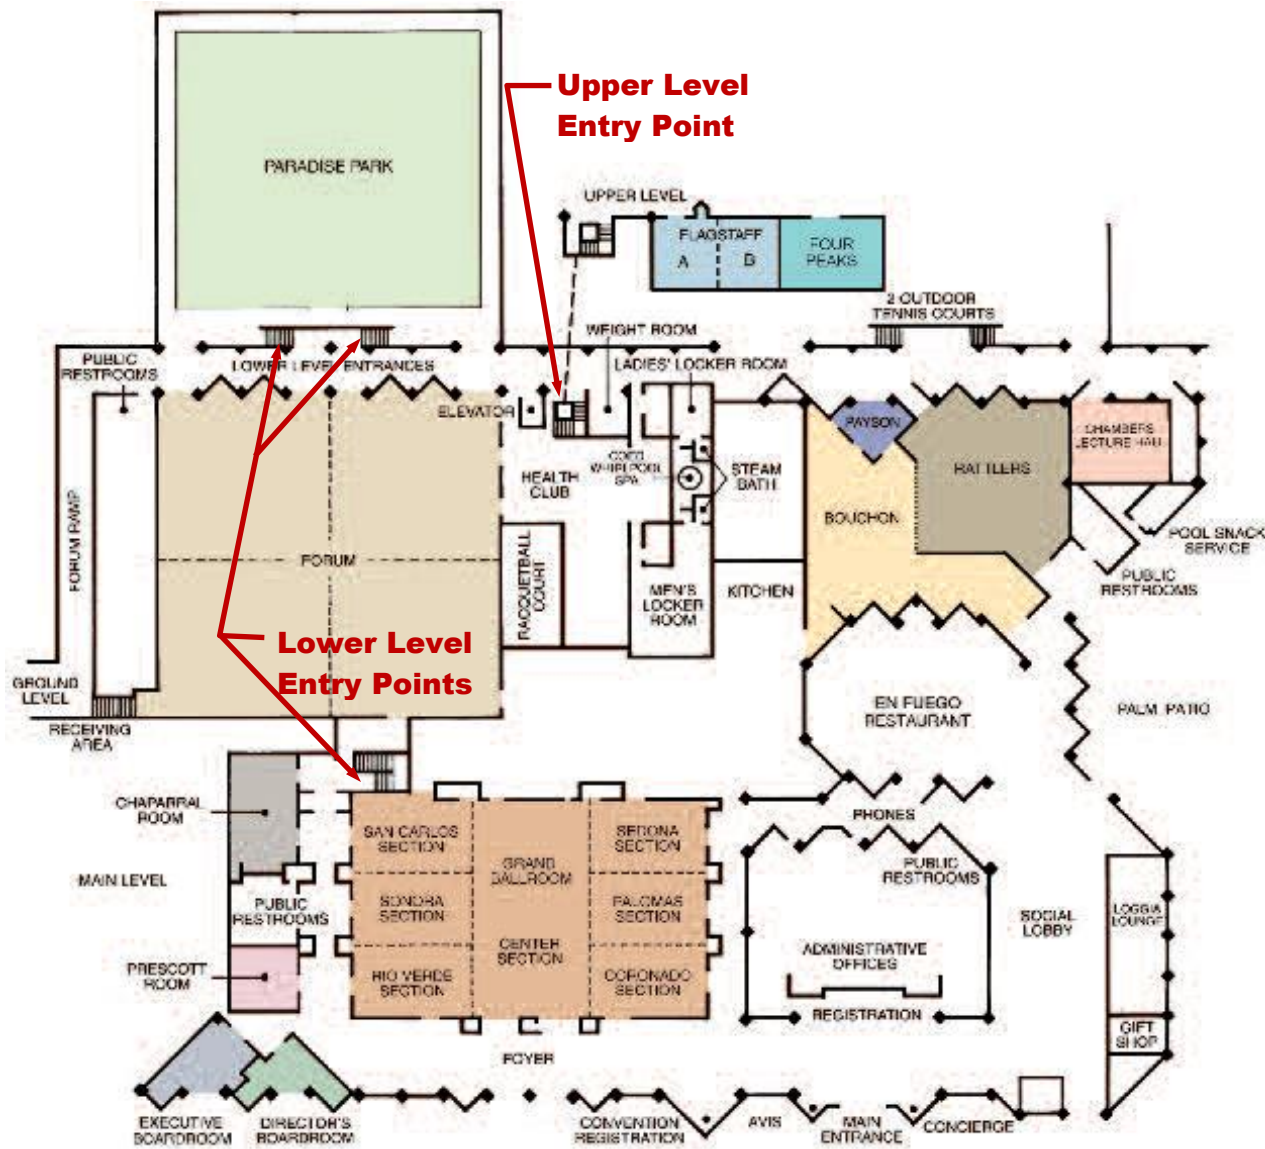 Upper Level
Entry Point
PARADISE PARK
UPPER LEVEL
FLAGSTAFF
A
B
FOUR
PEAKS
2 OUTDOOR
TENNIS COURTS
WEIGHT ROOM
PUBLIC
RESTROOMS
LOWER LEVEL ENTRANCES
LADIES' LOCKER ROOM
ELEVATOR
PAYSON
CHAMBERS
LECTURE HALL
COED
WHIRLPOOL
SPA
STEAM
BATH
HEALTH
CLUB
RATTLERS
BOUCHON
FORUM RAMP
FORUM
RACQUETBALL
COURT
MEN'S
LOCKER
ROOM
KITCHEN
POOL SNACK
SERVICE
PUBLIC
RESTROOMS
Lower Level
Entry Points
GROUND
LEVEL
RECEIVING
AREA
EN FUEGO
RESTAURANT
PALM PATIO
CHAPARRAL
ROOM
PHONES
SAN CARLOS
SECTION
SEDONA
SECTION
GRAND
BALLROOM
PUBLIC
RESTROOMS
MAIN LEVEL
PUBLIC
RESTROOMS
SONORA
SECTION
PALOMAS
SECTION
SOCIAL
LOBBY
LOGGIA
LOUNGE
PRESCOTT
ROOM
CENTER
SECTION
RIO VERDE
SECTION
CORONADO
SECTION
ADMINISTRATIVE
OFFICES
REGISTRATION
GIFT
SHOP
FOYER
EXECUTIVE
BOARDROOM
DIRECTOR'S
BOARDROOM
CONVENTION
REGISTRATION
AVIS
MAIN
ENTRANCE
CONCIERGE